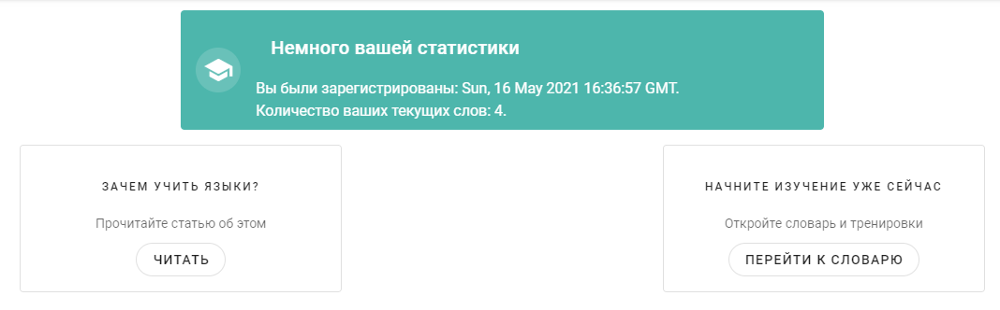 Немного вашей статистики
Вы были зарегистрированы: Sun, 16 May 2021 16:36:57 GMT.
Количество ваших текущих слов: 4.
ЗАЧЕМ УЧИТЬ ЯЗЫКИ?
Прочитайте статью об этом
ЧИТАТЬ
НАЧНИТЕ ИЗУЧЕНИЕ УЖЕ СЕЙЧАС
Откройте словарь и тренировки
ПЕРЕЙТИ К СЛОВАРЮ